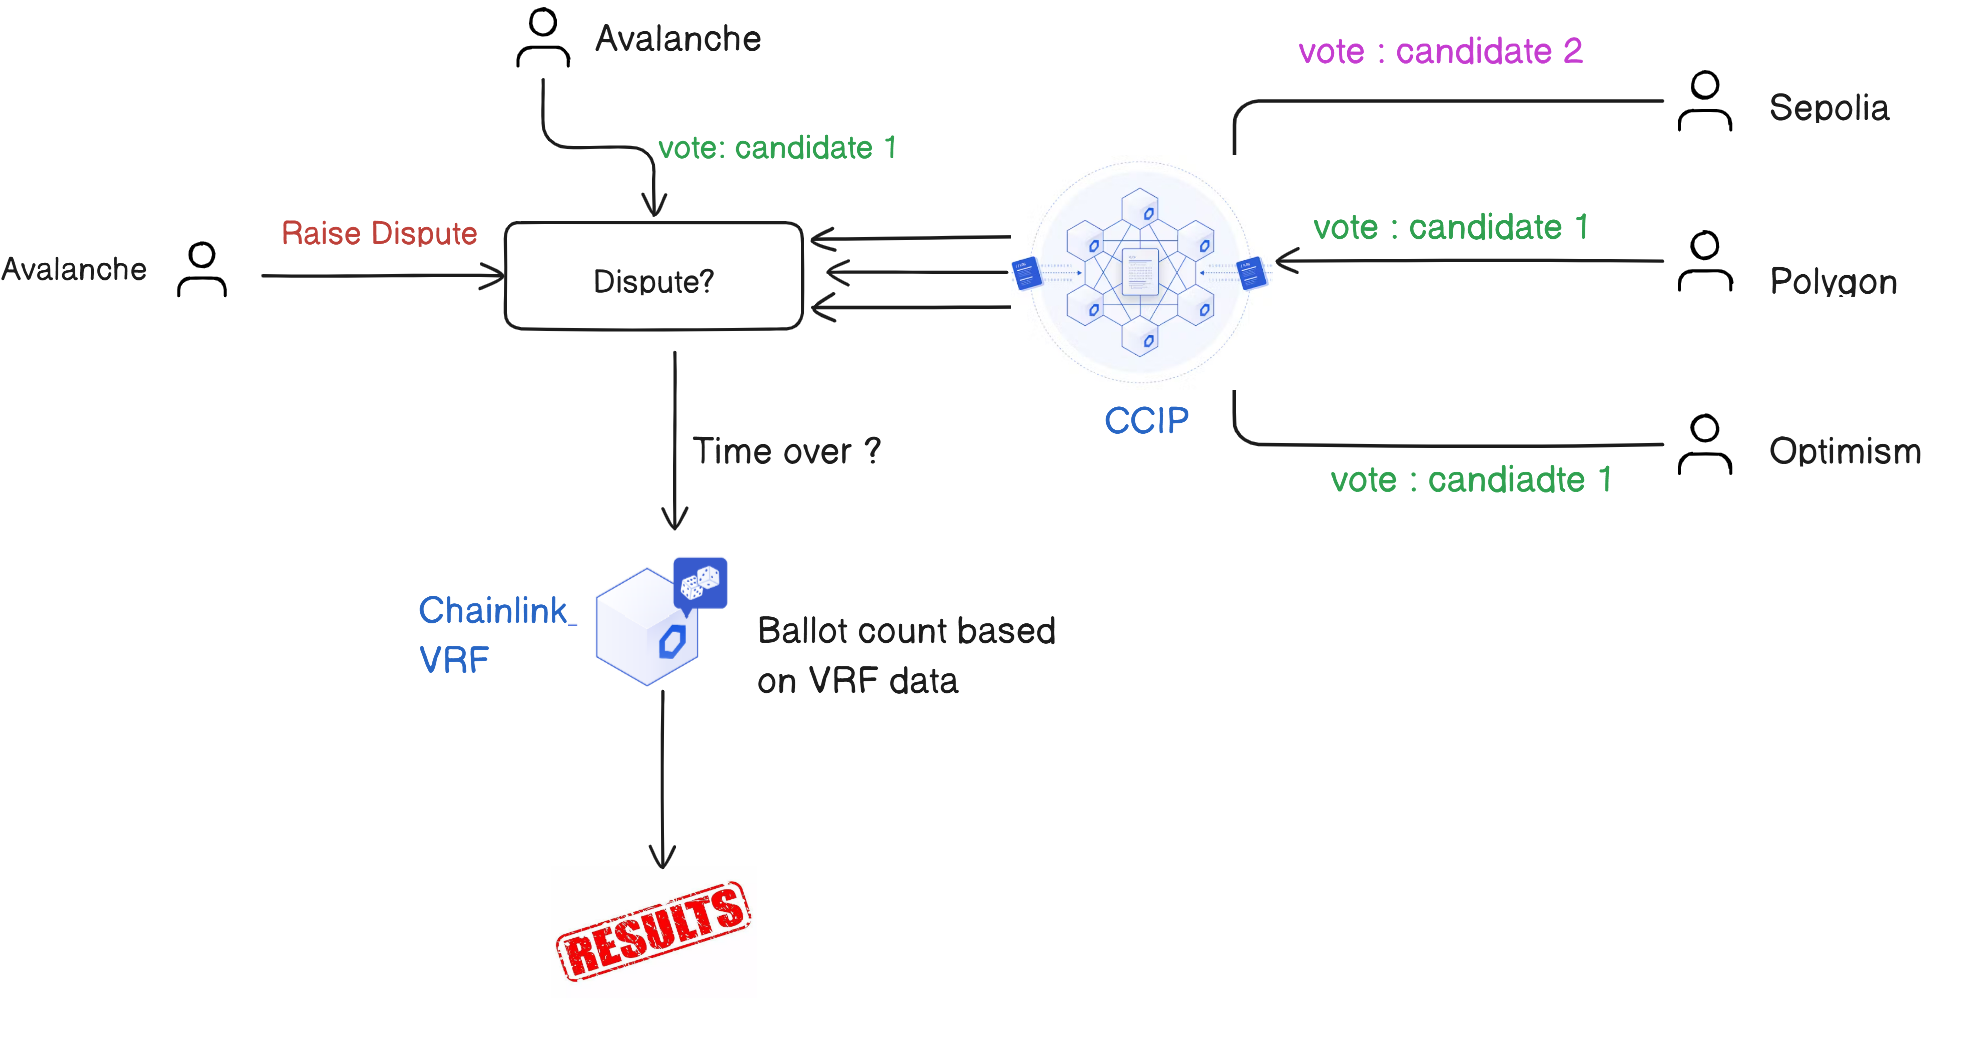 Avalanche
vote : candidate 2
Sepolia
vote: candidate 1
Raise Dispute
vote : candidate 1
Avalanche
Dispute?
Polygon
CCIP
Time over ?
Optimism
vote : candiadte 1
Chainlink_
VRF
Ballot count based
on VRF data
RESULTS